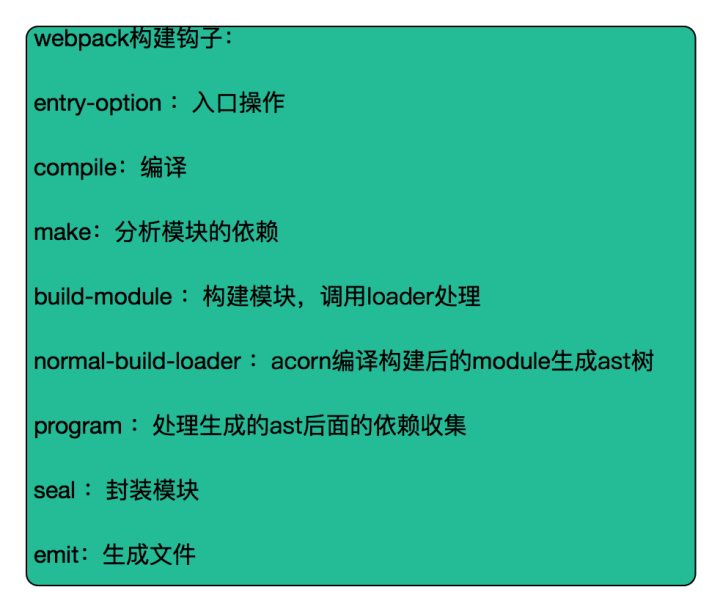 webpack构建钩子：
entry-option ： 入口操作
compile： 编译
make： 分析模块的依赖
build-module ： 构建模块，调用loader处理
normal-build-loader ： acorn编译构建后的module生成ast树
program ： 处理生成的ast后面的依赖收集
seal ： 封装模块
emit： 生成文件